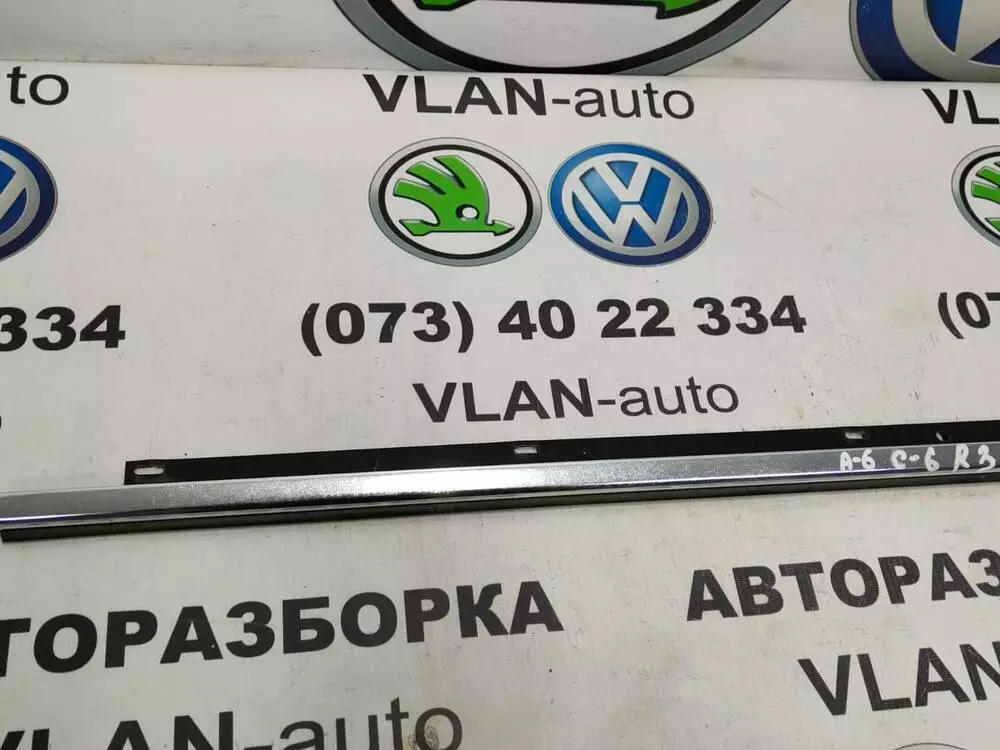 to
VLAN-auto
VL
334
(073) 40 22 334
(07
VLAN-auto
A-6 C-6 R3
ТОРАЗБОРКА
АВТОРАЗ
VLAN-auto
VLAN